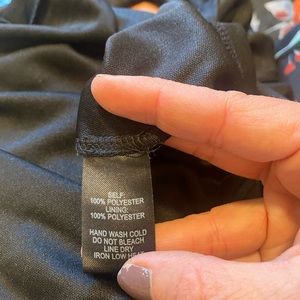 SELF:
100% POLYESTER
LINING:
100% POLYESTER
HAND WASH COLD
DO NOT BLEACH
LINE DRY
IRON LOW HEAT